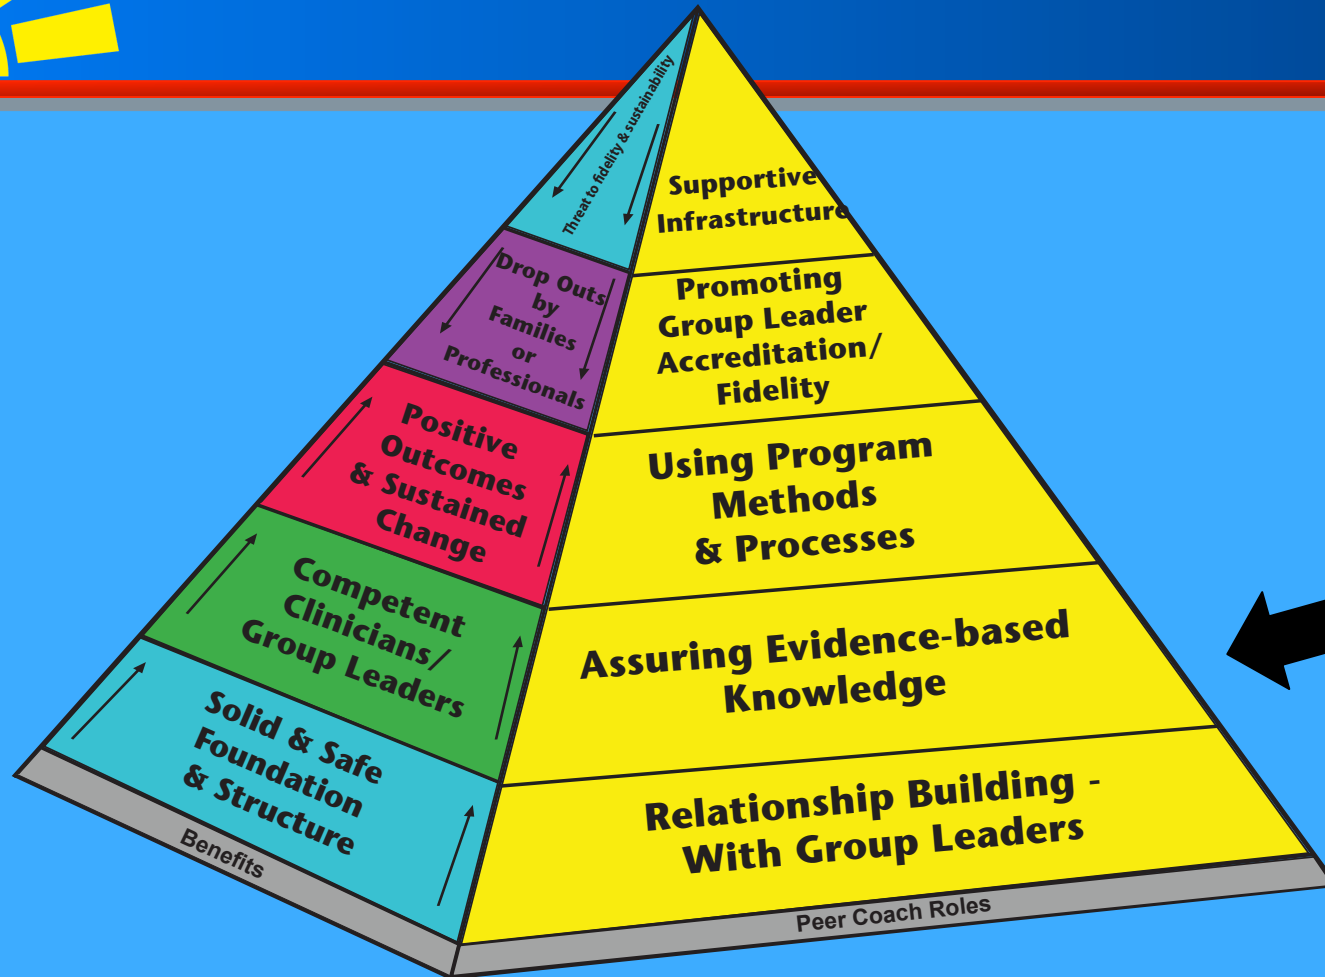 Threat to fidelity & sustainability
Drop Outs
by
Families
or
Professionals
Positive
Outcomes
& Sustained
Change
Competent
Clinicians/
Group Leaders
Solid & Safe
Foundation
& Structure
Benefits
Supportive
Infrastructure
Promoting
Group Leader
Accreditation/
Fidelity
Using Program
Methods
& Processes
Assuring Evidence-based
Knowledge
Relationship Building -
With Group Leaders
Peer Coach Roles